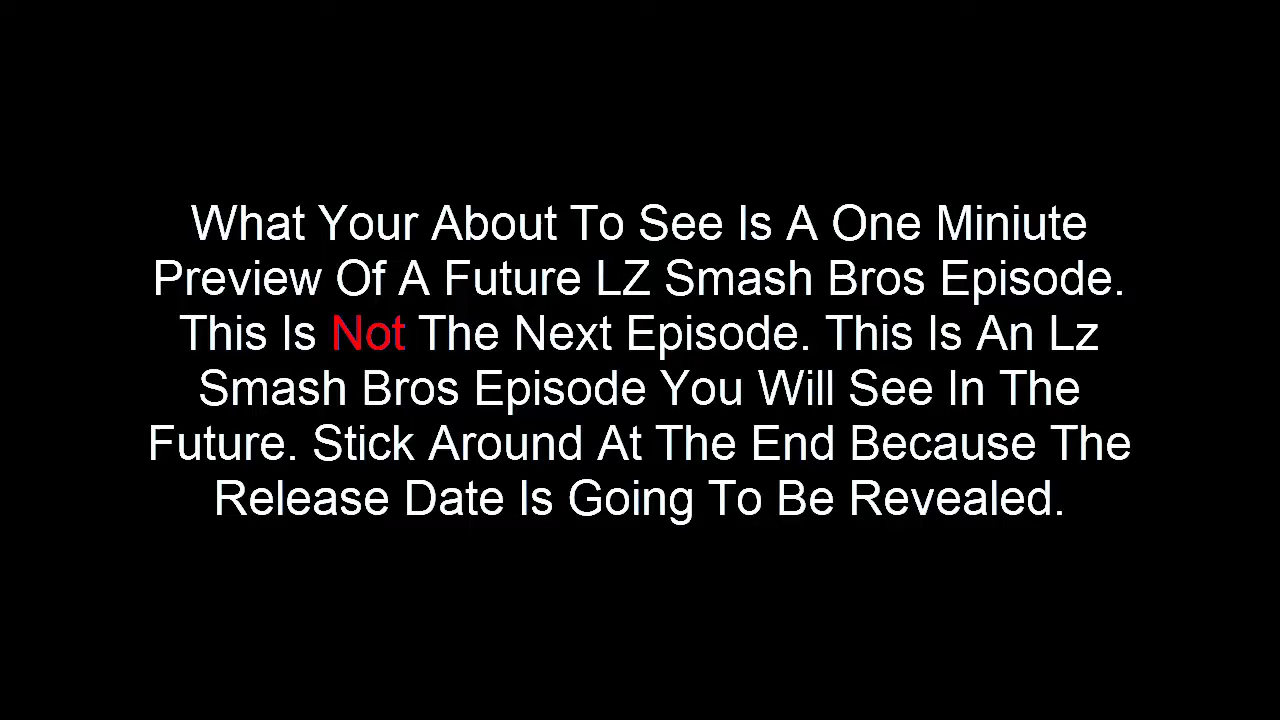 What Your About To See Is A One Miniute
Preview Of A Future LZ Smash Bros Episode.
This Is Not The Next Episode. This Is An Lz
Smash Bros Episode You Will See In The
Future. Stick Around At The End Because The
Release Date Is Going To Be Revealed.